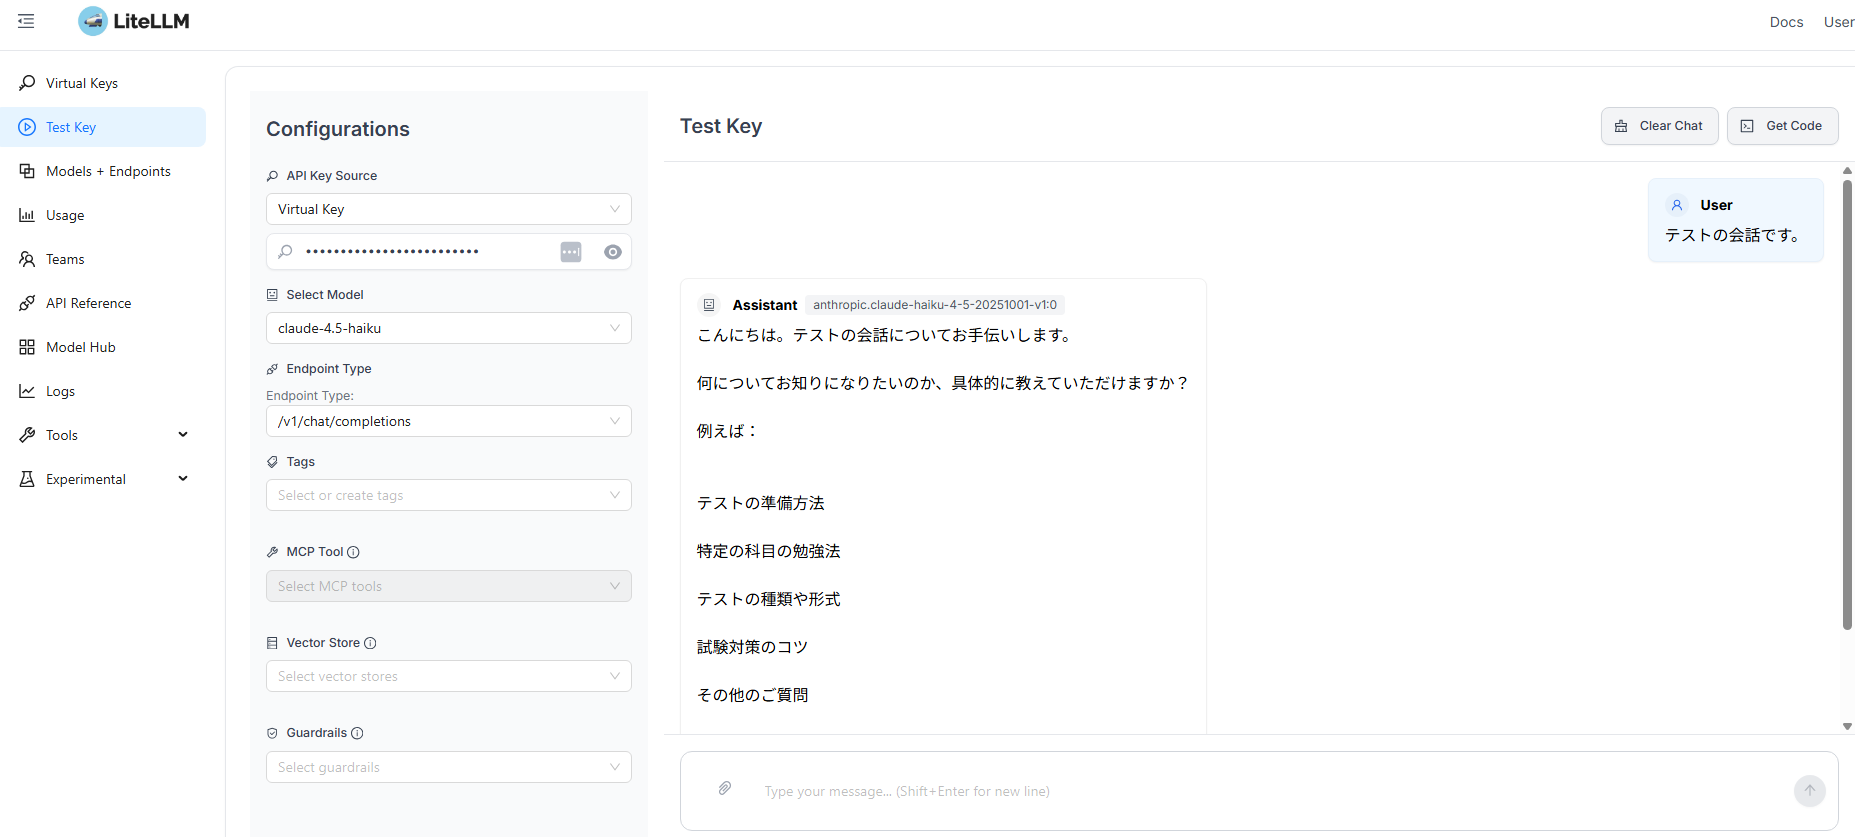 LiteLLM
Docs
User
Virtual Keys
Test Key
Models + Endpoints
Usage
Teams
API Reference
Model Hub
Logs
Tools
Experimental
Configurations
API Key Source
Virtual Key
•••••••••••••••••••••••••
Select Model
claude-4.5-haiku
Endpoint Type
Endpoint Type:
/v1/chat/completions
Tags
Select or create tags
MCP Tool
Select MCP tools
Vector Store
Select vector stores
Guardrails
Select guardrails
Test Key
Clear Chat
Get Code
User
テストの会話です。
Assistant anthropic.claude-haiku-4-5-20251001-v1:0
こんにちは。テストの会話についてお手伝いします。
何についてお知りになりたいのか、具体的に教えていただけますか？
例えば：
テストの準備方法
特定の科目の勉強法
テストの種類や形式
試験対策のコツ
その他のご質問
Type your message... (Shift+Enter for new line)